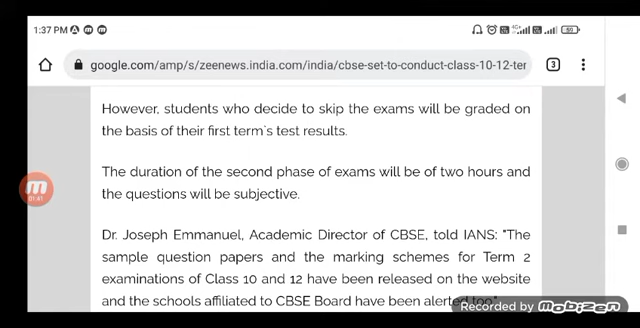 1:37 PM
google.com/amp/s/zeenews.india.com/india/cbse-set-to-conduct-class-10-12-ter
3
However, students who decide to skip the exams will be graded on
the basis of their first term`s test results.
The duration of the second phase of exams will be of two hours and
the questions will be subjective.
01:41
Dr. Joseph Emmanuel, Academic Director of CBSE, told IANS: "The
sample question papers and the marking schemes for Term 2
examinations of Class 10 and 12 have been released on the website
and the schools affiliated to CBSE Board have been alerted too"
Recorded by Mobizen